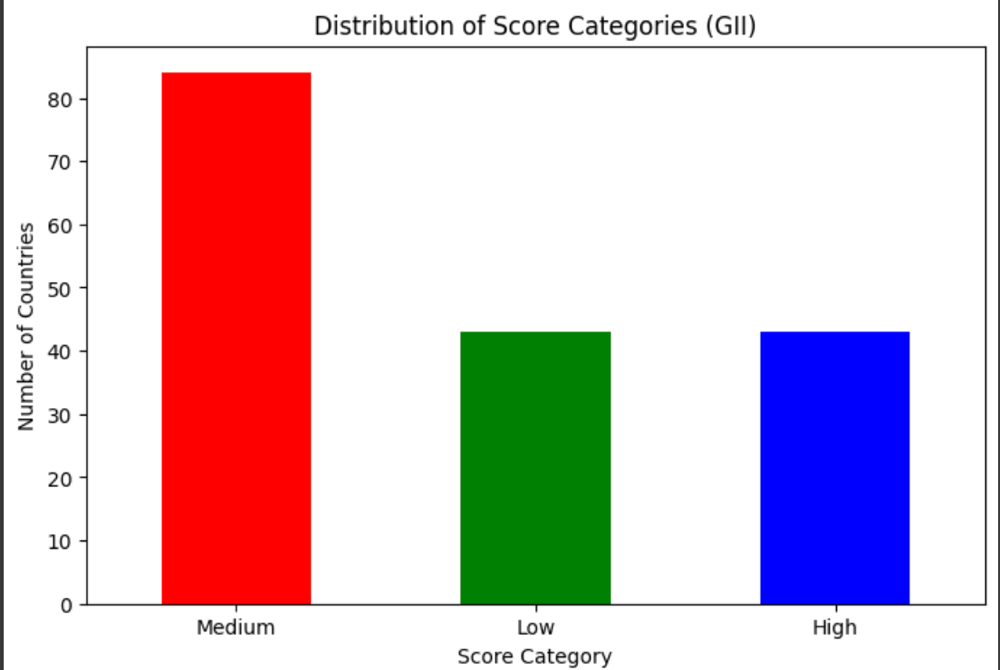 Distribution of Score Categories (GII)
Number of Countries
80
70
60
50
40
30
20
10
0
Medium
Low
High
Score Category